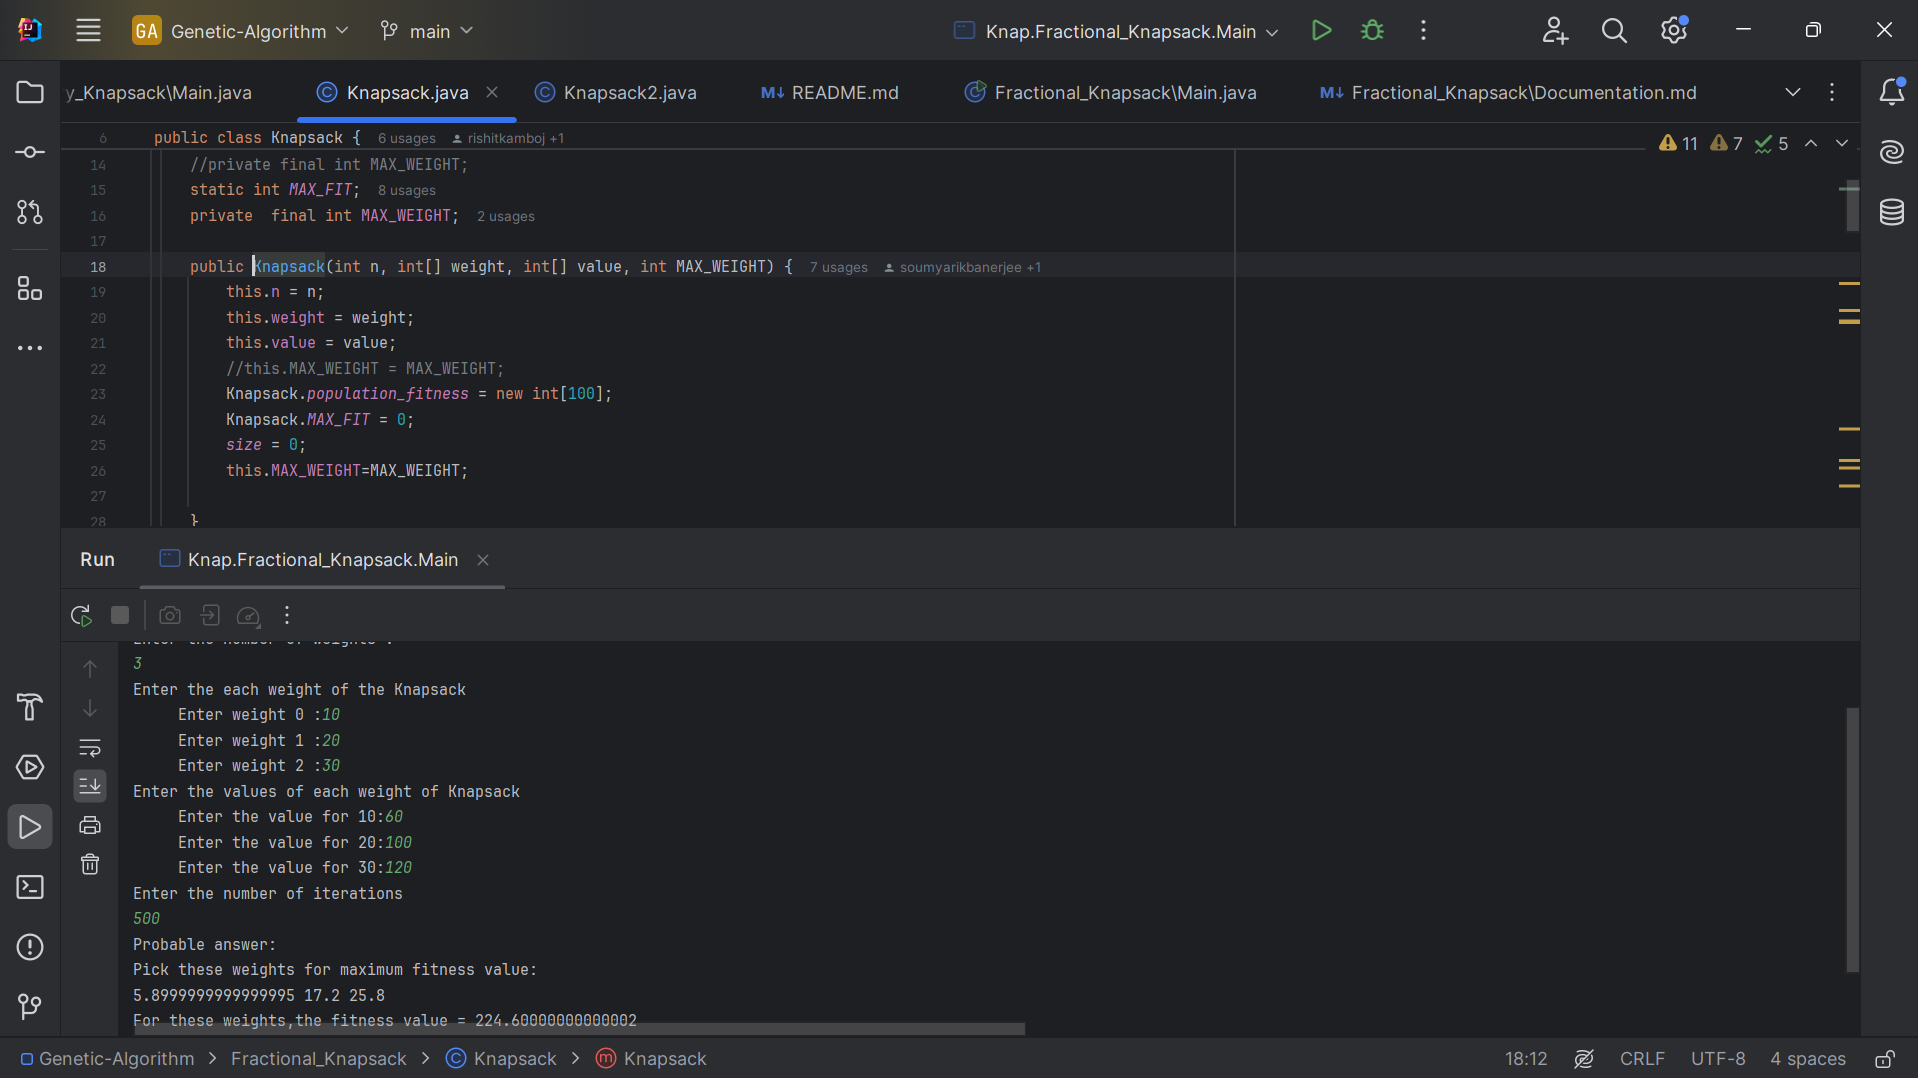 GA Genetic-Algorithm main Knap.Fractional_Knapsack.Main
y_Knapsack\Main.java Knapsack.java Knapsack2.java M↓ README.md Fractional_Knapsack\Main.java M↓ Fractional_Knapsack\Documentation.md
6 public class Knapsack { 6 usages rishitkamboj +1
11 7 5
14 //private final int MAX_WEIGHT;
15 static int MAX_FIT; 8 usages
16 private  final int MAX_WEIGHT; 2 usages
17
18 public Knapsack(int n, int[] weight, int[] value, int MAX_WEIGHT) { 7 usages soumyarikbanerjee +1
19 this.n = n;
20 this.weight = weight;
21 this.value = value;
22 //this.MAX_WEIGHT = MAX_WEIGHT;
23 Knapsack.population_fitness = new int[100];
24 Knapsack.MAX_FIT = 0;
25 size = 0;
26 this.MAX_WEIGHT=MAX_WEIGHT;
27
28 }
Run Knap.Fractional_Knapsack.Main
Enter the number of weights :
3
Enter the each weight of the Knapsack
Enter weight 0 :10
Enter weight 1 :20
Enter weight 2 :30
Enter the values of each weight of Knapsack
Enter the value for 10:60
Enter the value for 20:100
Enter the value for 30:120
Enter the number of iterations
500
Probable answer:
Pick these weights for maximum fitness value:
5.8999999999999995 17.2 25.8
For these weights,the fitness value = 224.60000000000002
Genetic-Algorithm > Fractional_Knapsack > Knapsack > Knapsack 18:12 CRLF UTF-8 4 spaces